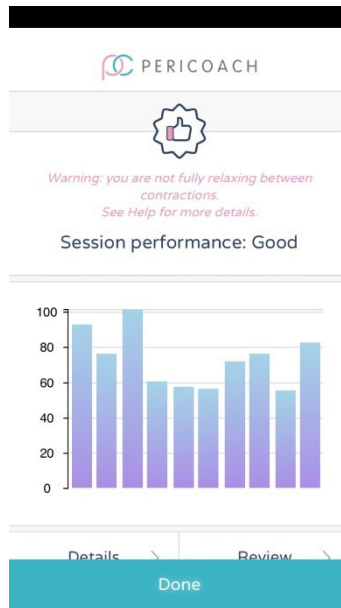 PERICOACH
Warning: you are not fully relaxing between
contractions.
See Help for more details.
Session performance: Good
100
80
60
40
20
0
Details
Review
Done